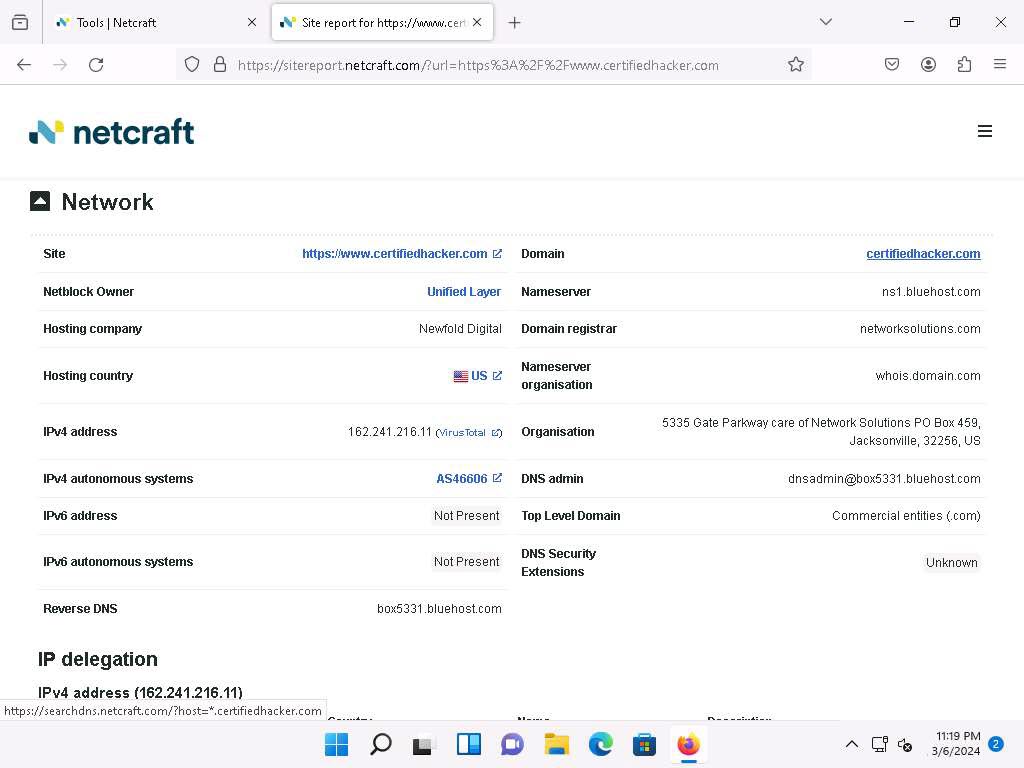 Tools | Netcraft
Site report for https://www.cert
https://sitereport.netcraft.com/?url=https%3A%2F%2Fwww.certifiedhacker.com
netcraft
Network
Site https://www.certifiedhacker.com Domain certifiedhacker.com
Netblock Owner Unified Layer Nameserver ns1.bluehost.com
Hosting company Newfold Digital Domain registrar networksolutions.com
Hosting country US Nameserver organisation whois.domain.com
IPv4 address 162.241.216.11 (VirusTotal) Organisation 5335 Gate Parkway care of Network Solutions PO Box 459,
Jacksonville, 32256, US
IPv4 autonomous systems AS46606 DNS admin dnsadmin@box5331.bluehost.com
IPv6 address Not Present Top Level Domain Commercial entities (.com)
IPv6 autonomous systems Not Present DNS Security Extensions Unknown
Reverse DNS box5331.bluehost.com
IP delegation
IPv4 address (162.241.216.11)
https://searchdns.netcraft.com/?host=*.certifiedhacker.com
Country Name Description
11:19 PM
3/6/2024
2